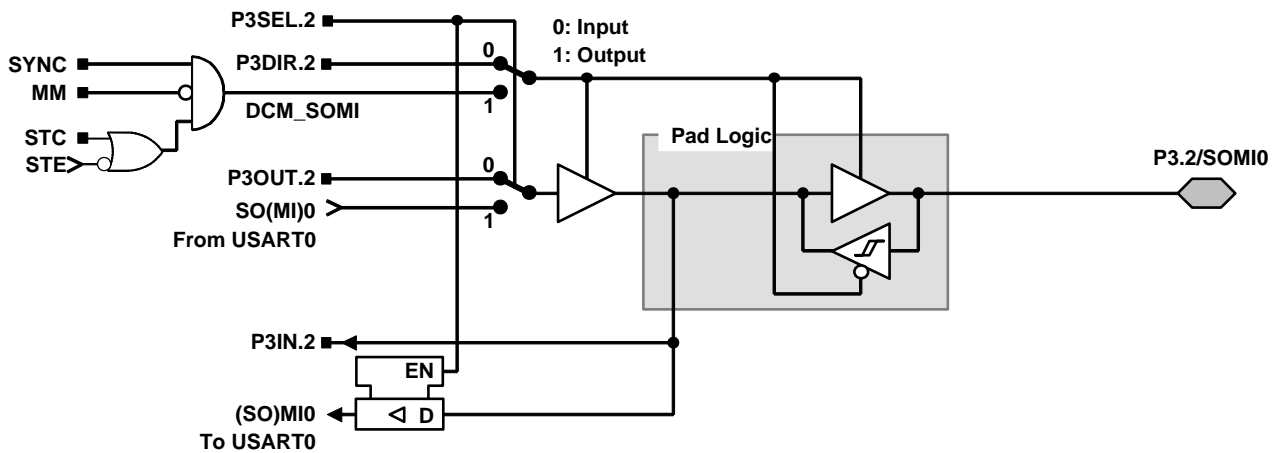 P3SEL.2
0: Input
1: Output
SYNC
P3DIR.2
0
MM
1
DCM_SOMI
STC
STE
Pad Logic
P3.2/SOMI0
P3OUT.2
0
SO(MI)0
1
From USART0
P3IN.2
EN
(SO)MI0
D
To USART0